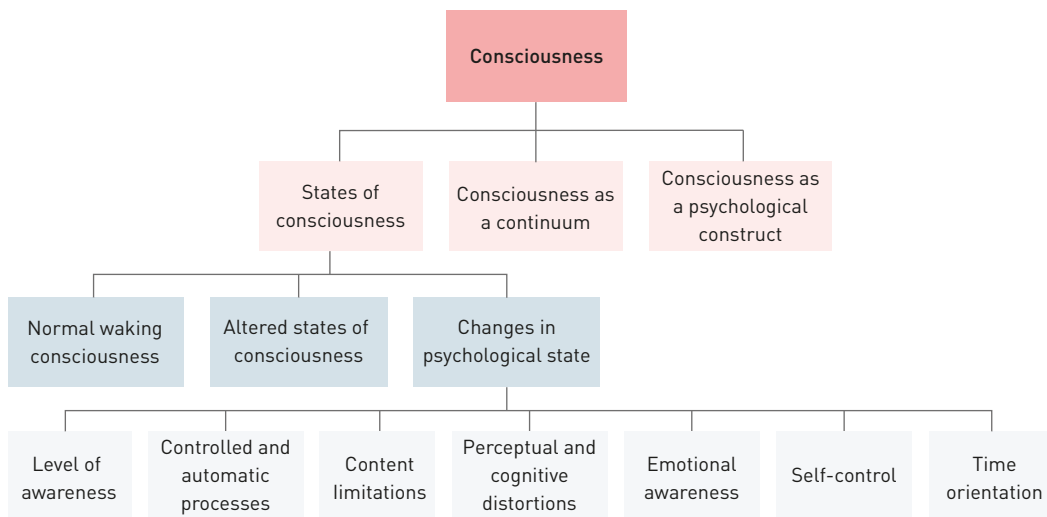 Consciousness
States of
consciousness
Consciousness as
a continuum
Consciousness as
a psychological
construct
Normal waking
consciousness
Altered states of
consciousness
Changes in
psychological state
Level of
awareness
Controlled and
automatic
processes
Content
limitations
Perceptual and
cognitive
distortions
Emotional
awareness
Self-control
Time
orientation